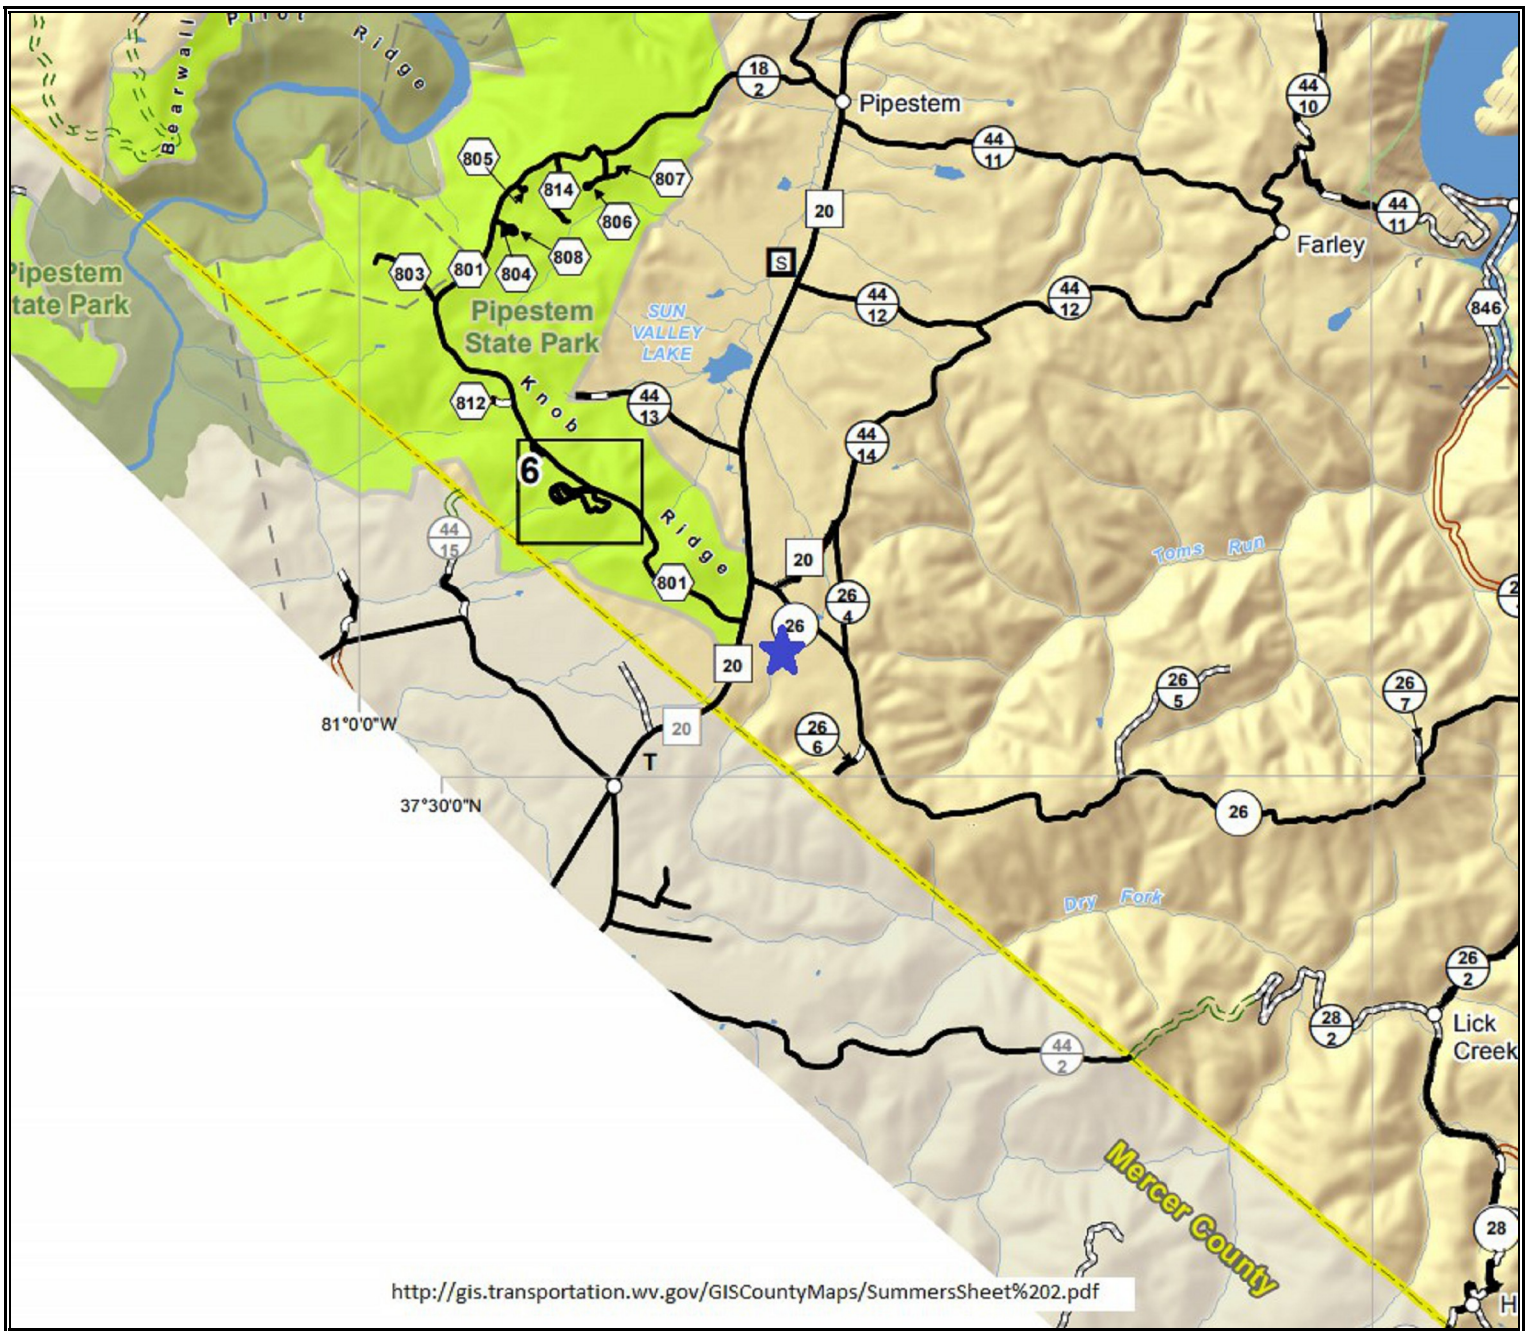 Pilot
Ridge
Bearwall
18
2
Pipestem
44
10
805
814
807
44
11
20
806
44
11
803
801
804
808
S
Farley
Pipestem
State Park
Pipestem
State Park
SUN
VALLEY
LAKE
44
12
44
12
846
812
Knob
44
13
44
14
6
44
15
Ridge
20
Toms Run
801
26
4
26
20
26
5
26
7
81°0'0"W
20
26
6
T
37°30'0"N
26
Dry Fork
26
2
28
2
Lick
Creek
44
2
Mercer County
28
http://gis.transportation.wv.gov/GISCountyMaps/SummersSheet%202.pdf
H